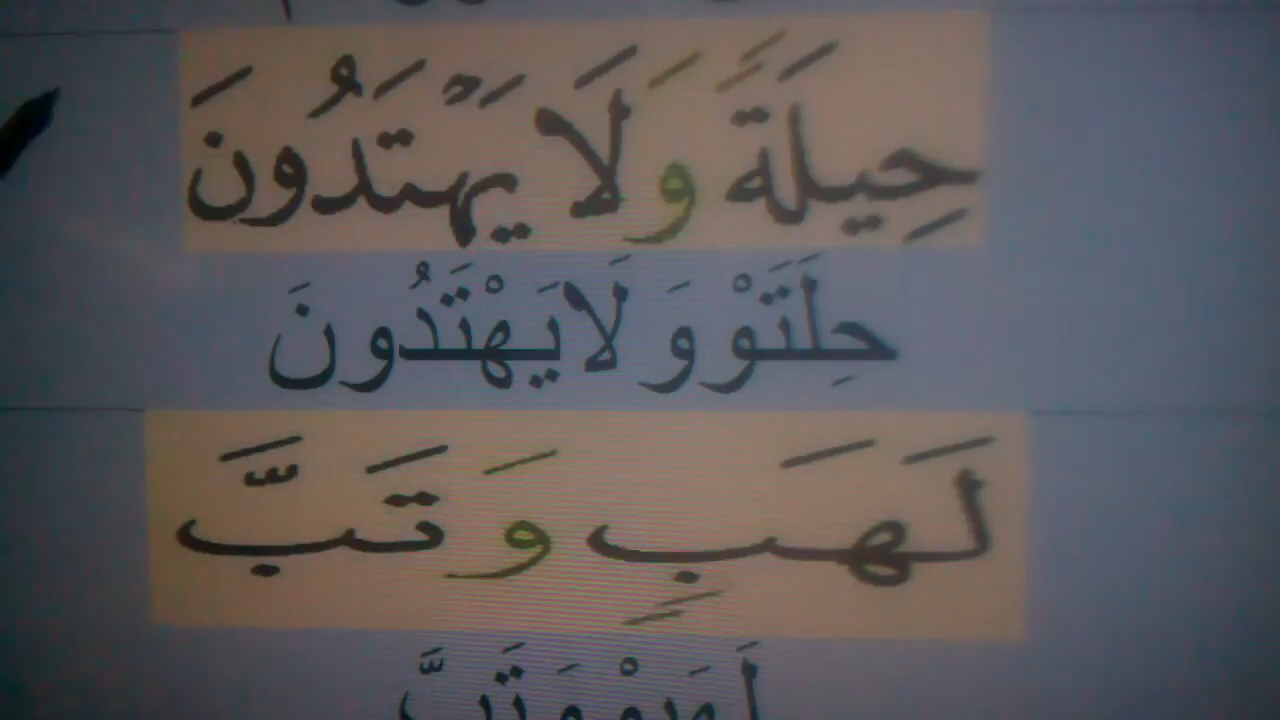 حِيلَةً وَلَا يَهْتَدُونَ
حِلَتَوْ وَ لَا يَهْتَدُونَ
لَهَبٍ وَ تَبَّ